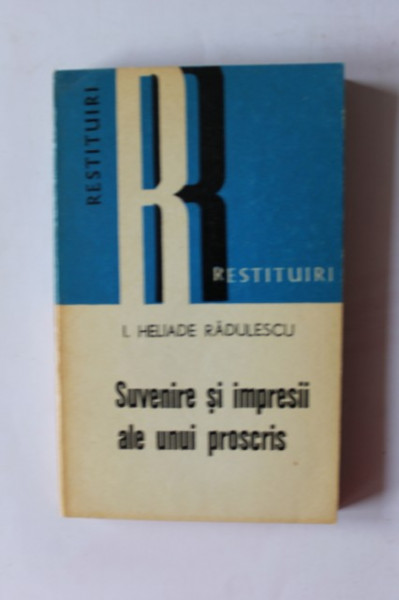 RESTITUIRI
R
RESTITUIRI
I. HELIADE RĂDULESCU
Suvenire și impresii
ale unui proscris